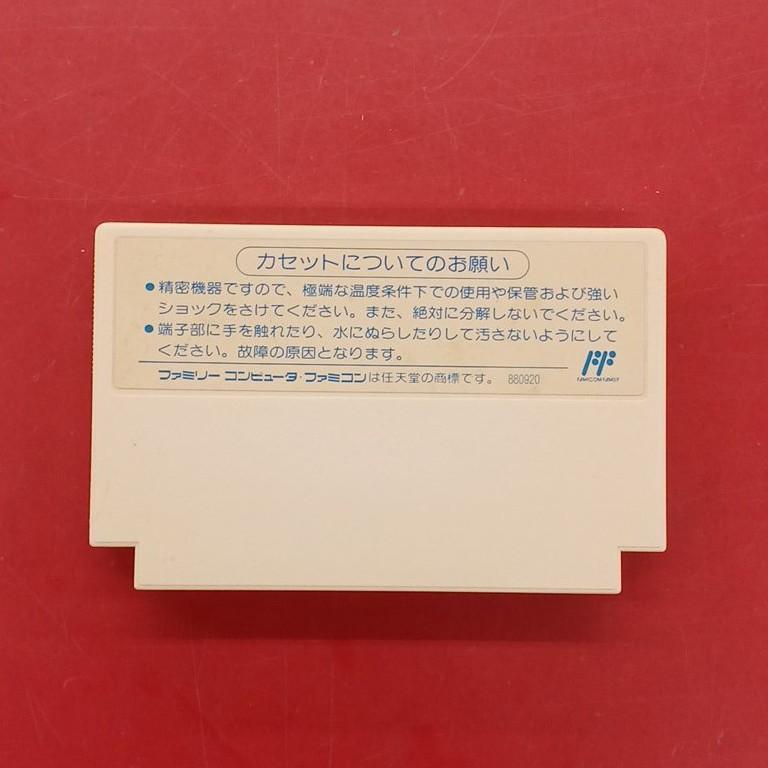 カセットについてのお願い
●精密機器ですので、極端な温度条件下での使用や保管および強い
ショックをさけてください。また、絶対に分解しないでください。
●端子部に手を触れたり、水にぬらしたりして汚さないようにして
ください。故障の原因となります。
FAMICOM FAMILY
ファミリー コンピュータ・ファミコンは任天堂の商標です。 880920